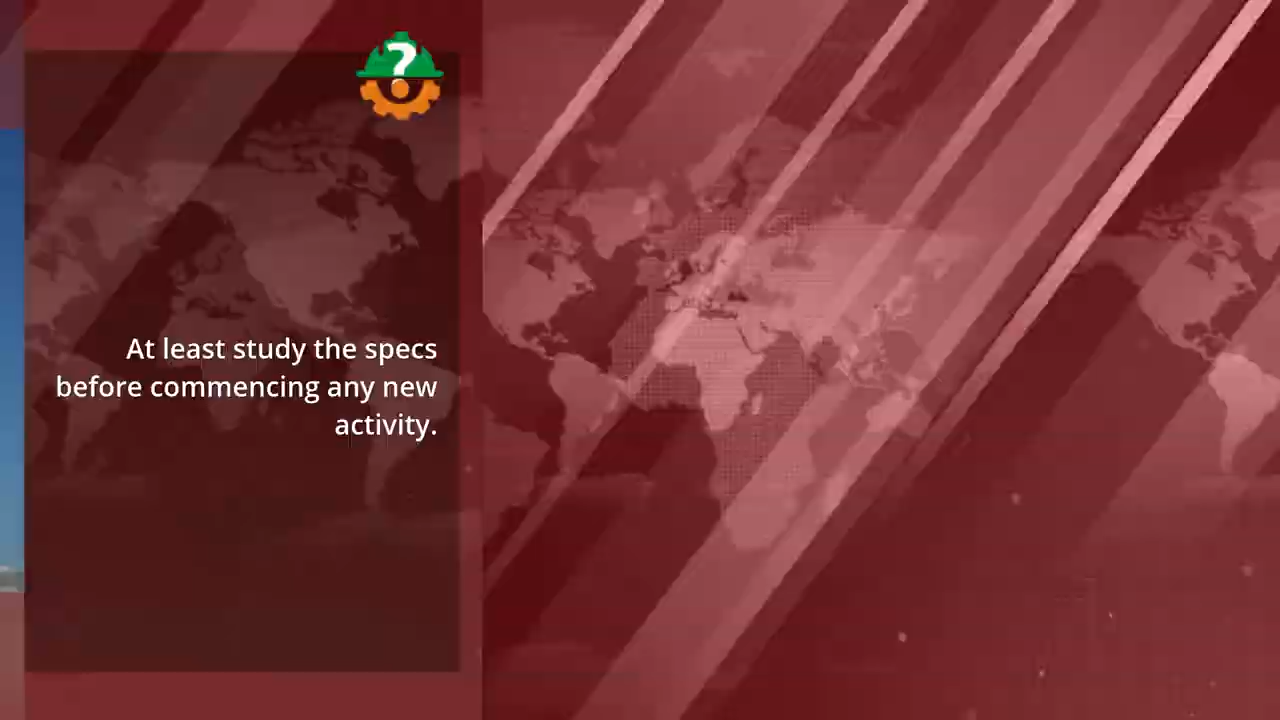 ?
At least study the specs
before commencing any new
activity.